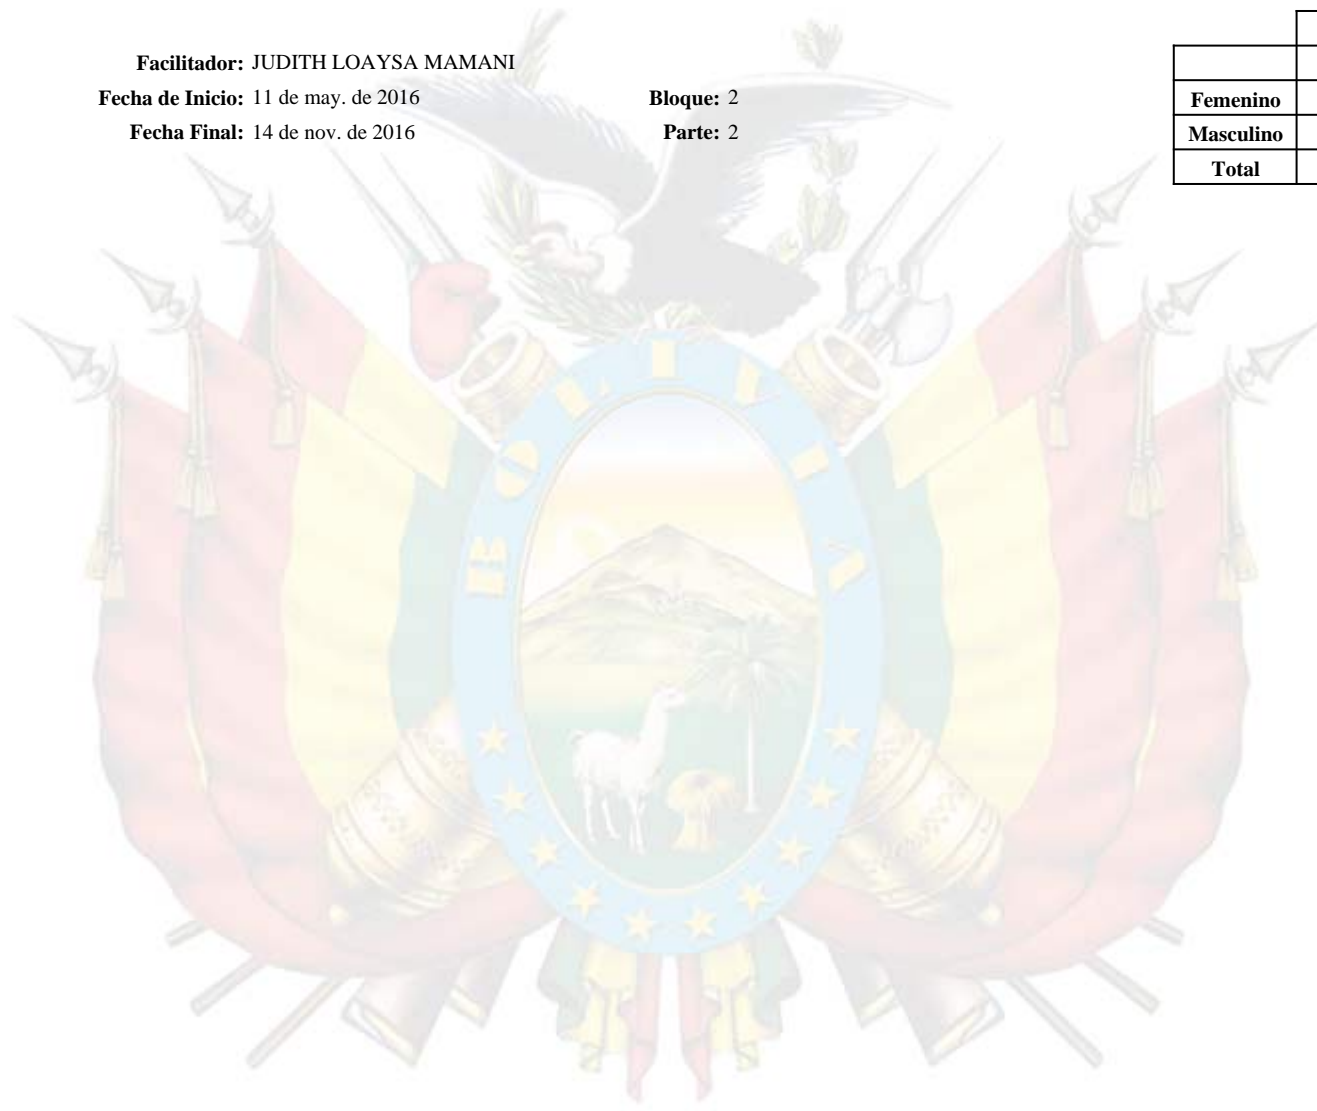 Facilitador: JUDITH LOAYSA MAMANI
Fecha de Inicio: 11 de may. de 2016 Bloque: 2
Fecha Final: 14 de nov. de 2016 Parte: 2
Femenino
Masculino
Total
BOLIVIA